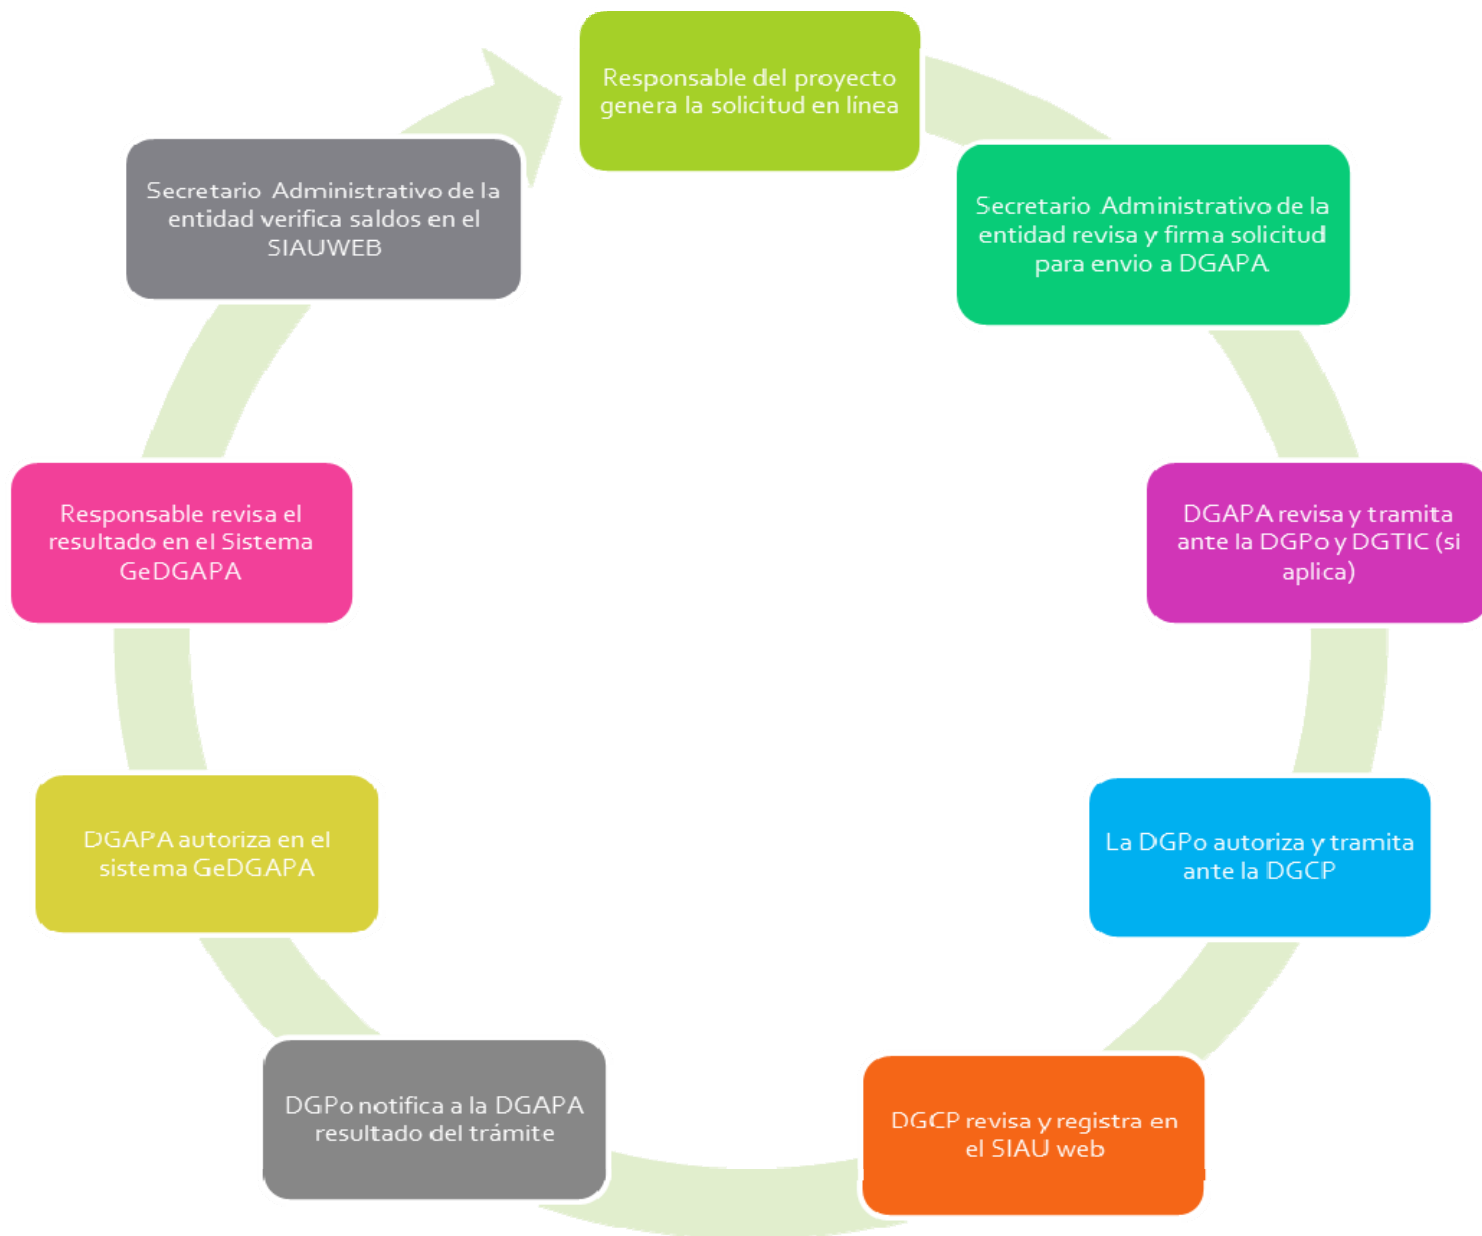 Responsable del proyecto
genera la solicitud en línea
Secretario Administrativo de la
entidad revisa y firma solicitud
para envio a DGAPA
DGAPA revisa y tramita
ante la DGPo y DGTIC (si
aplica)
La DGPo autoriza y tramita
ante la DGCP
DGCP revisa y registra en
el SIAU web
DGPo notifica a la DGAPA
resultado del trámite
DGAPA autoriza en el
sistema GeDGAPA
Responsable revisa el
resultado en el Sistema
GeDGAPA
Secretario Administrativo de la
entidad verifica saldos en el
SIAUWEB